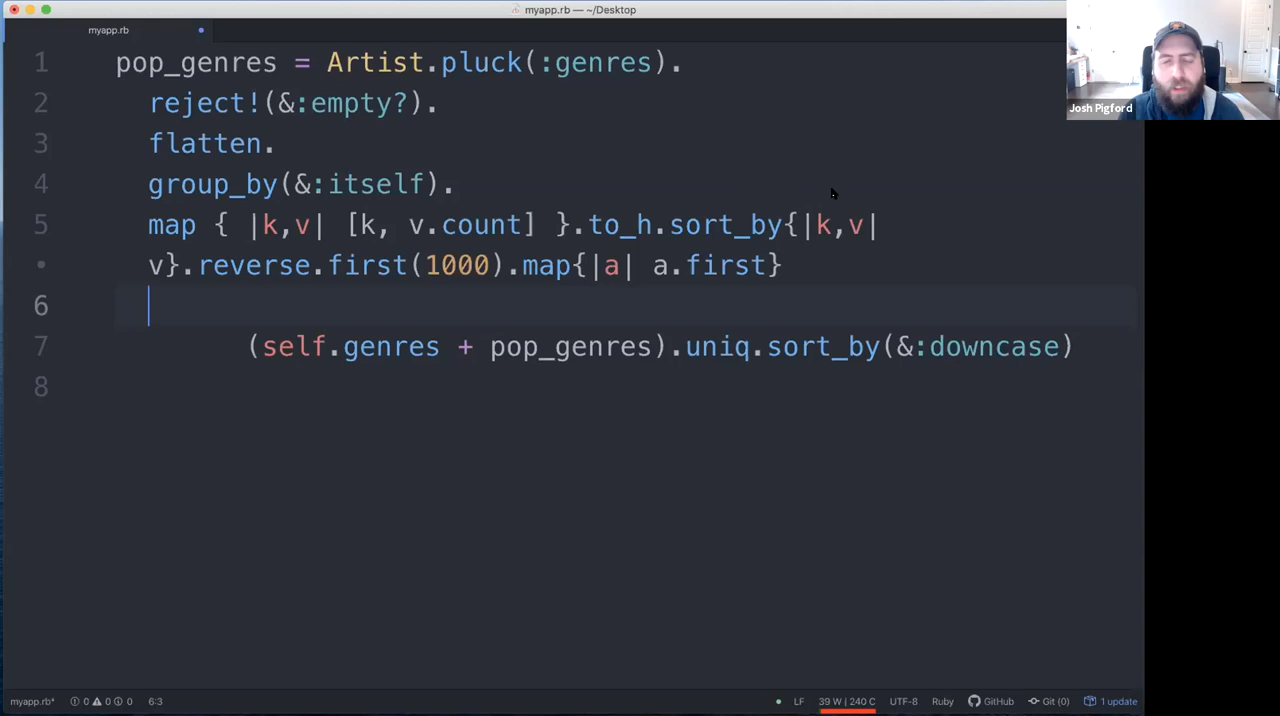 myapp.rb — ~/Desktop
myapp.rb
Josh Pigford
1 pop_genres = Artist.pluck(:genres).
2 reject!(&:empty?).
3 flatten.
4 group_by(&:itself).
5 map { |k,v| [k, v.count] }.to_h.sort_by{|k,v|
• v}.reverse.first(1000).map{|a| a.first}
6
7 (self.genres + pop_genres).uniq.sort_by(&:downcase)
8
myapp.rb* 0 0 0 6:3 LF 39 W | 240 C UTF-8 Ruby GitHub Git (0) 1 update